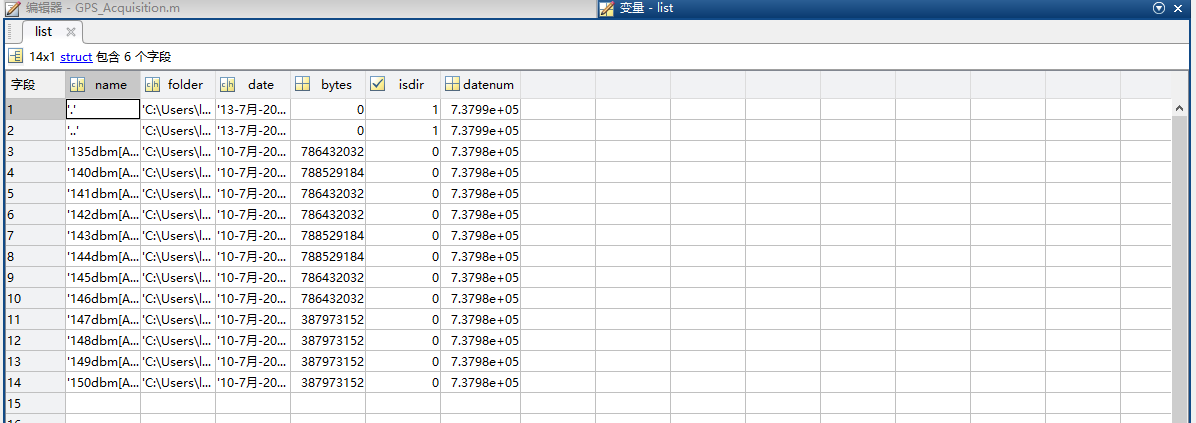 编辑器 - GPS_Acquisition.m 变量 - list
list
14x1 struct 包含 6 个字段
字段 name folder date bytes isdir datenum
1 '.' 'C:\Users\l... '13-7月-20... 0 1 7.3799e+05
2 '..' 'C:\Users\l... '13-7月-20... 0 1 7.3799e+05
3 '135dbm[A... 'C:\Users\l... '10-7月-20... 786432032 0 7.3798e+05
4 '140dbm[A... 'C:\Users\l... '10-7月-20... 788529184 0 7.3798e+05
5 '141dbm[A... 'C:\Users\l... '10-7月-20... 786432032 0 7.3798e+05
6 '142dbm[A... 'C:\Users\l... '10-7月-20... 786432032 0 7.3798e+05
7 '143dbm[A... 'C:\Users\l... '10-7月-20... 788529184 0 7.3798e+05
8 '144dbm[A... 'C:\Users\l... '10-7月-20... 788529184 0 7.3798e+05
9 '145dbm[A... 'C:\Users\l... '10-7月-20... 786432032 0 7.3798e+05
10 '146dbm[A... 'C:\Users\l... '10-7月-20... 786432032 0 7.3798e+05
11 '147dbm[A... 'C:\Users\l... '10-7月-20... 387973152 0 7.3798e+05
12 '148dbm[A... 'C:\Users\l... '10-7月-20... 387973152 0 7.3798e+05
13 '149dbm[A... 'C:\Users\l... '10-7月-20... 387973152 0 7.3798e+05
14 '150dbm[A... 'C:\Users\l... '10-7月-20... 387973152 0 7.3798e+05
15